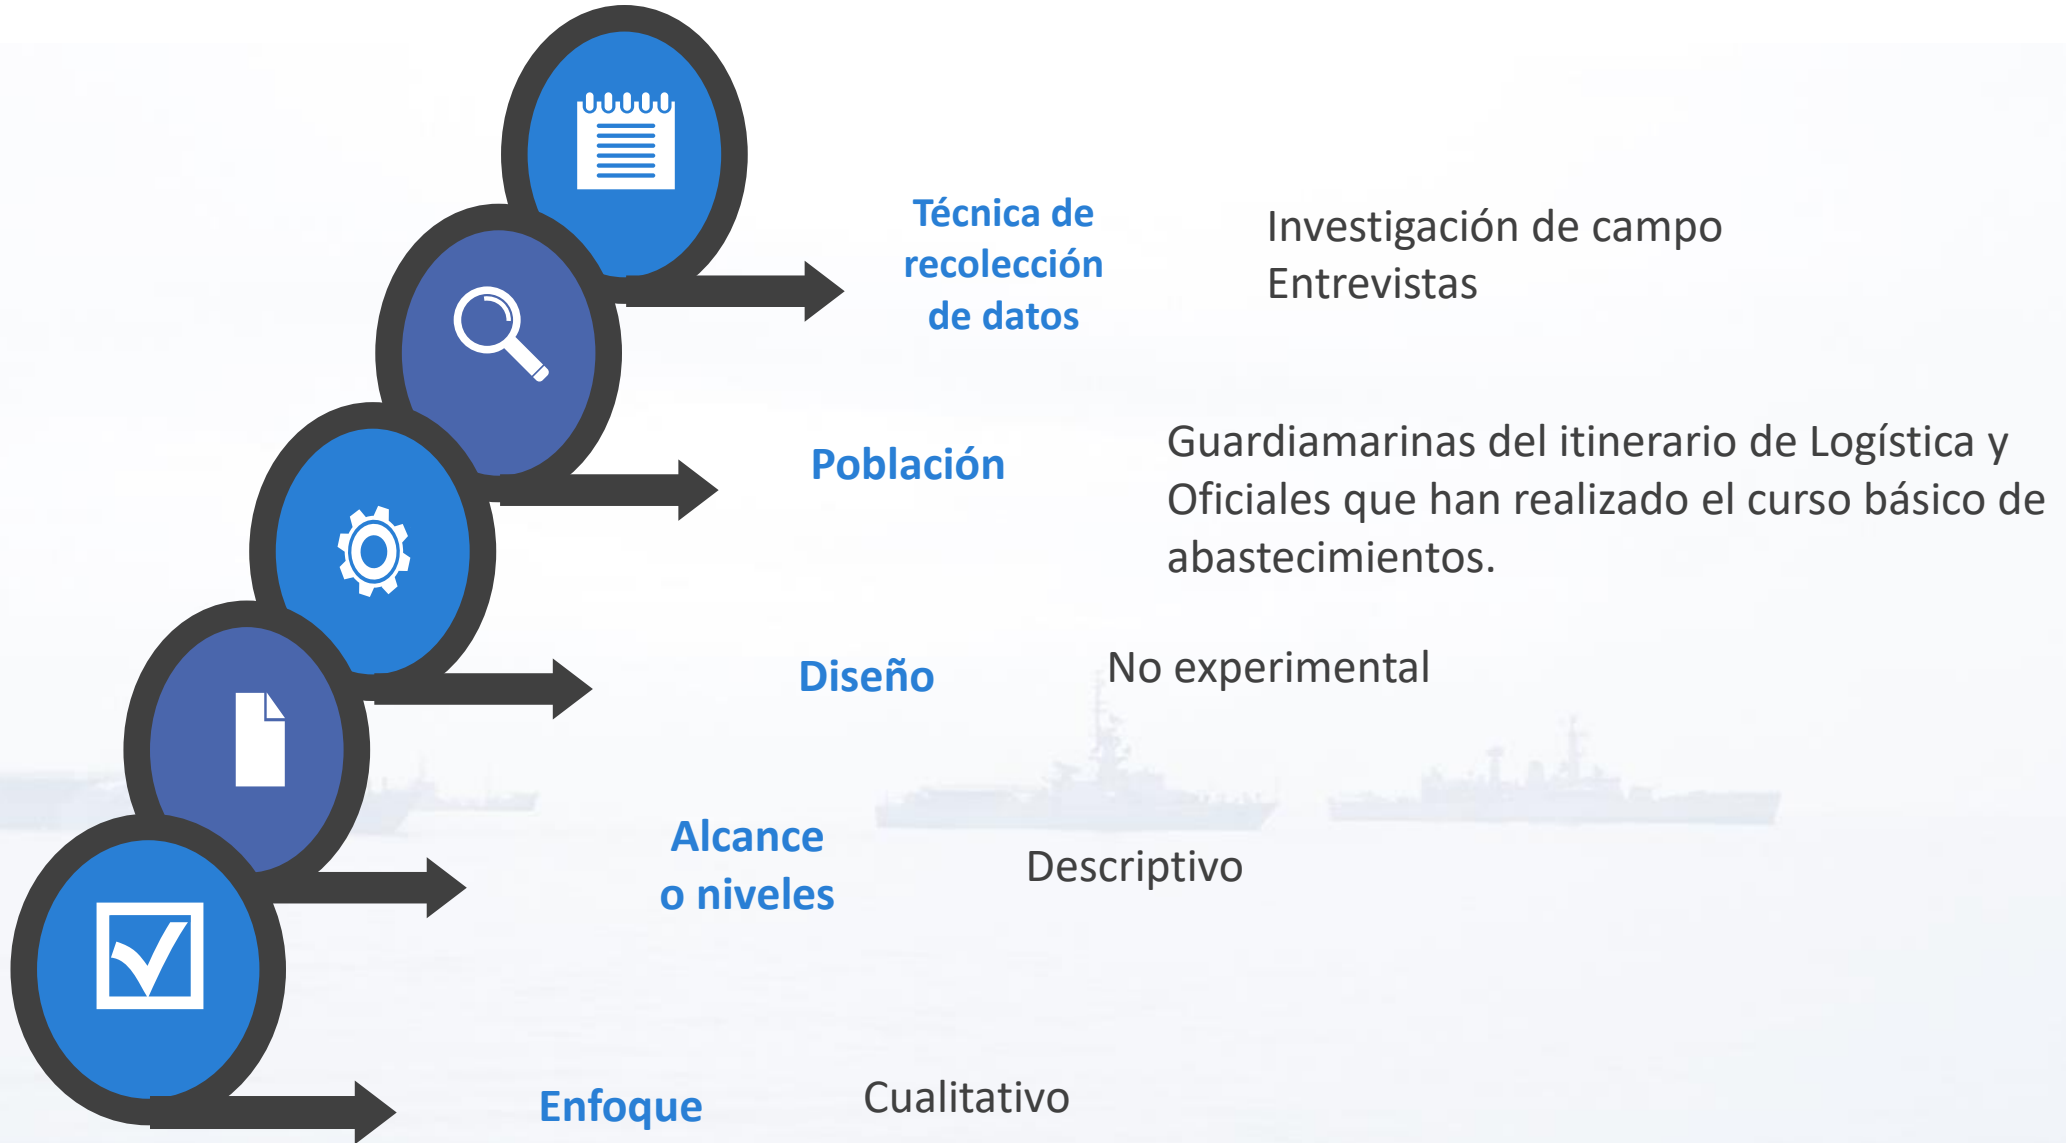 Técnica de
recolección
de datos
Investigación de campo
Entrevistas
Población
Guardiamarinas del itinerario de Logística y
Oficiales que han realizado el curso básico de
abastecimientos.
Diseño
No experimental
Alcance
o niveles
Descriptivo
Enfoque
Cualitativo